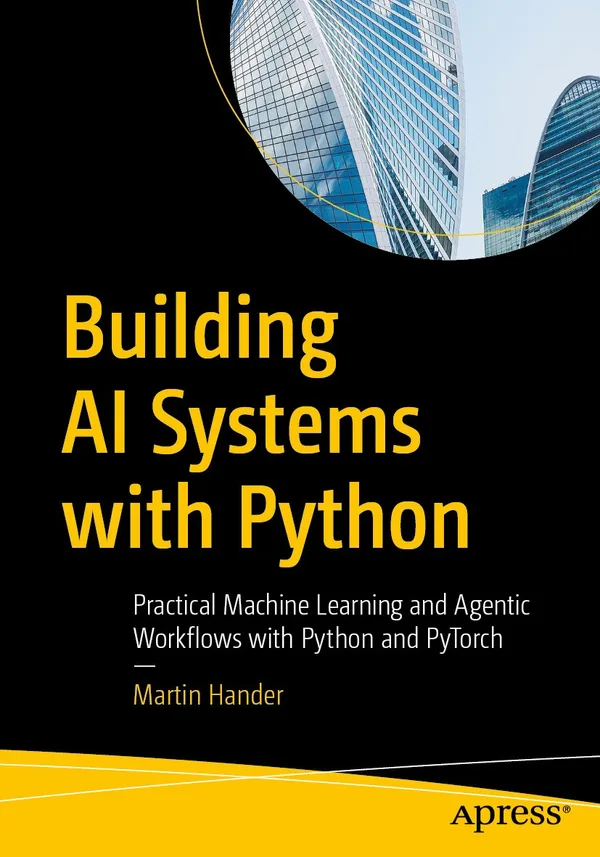 Building
AI Systems
with Python
Practical Machine Learning and Agentic
Workflows with Python and PyTorch
—
Martin Hander
Apress®